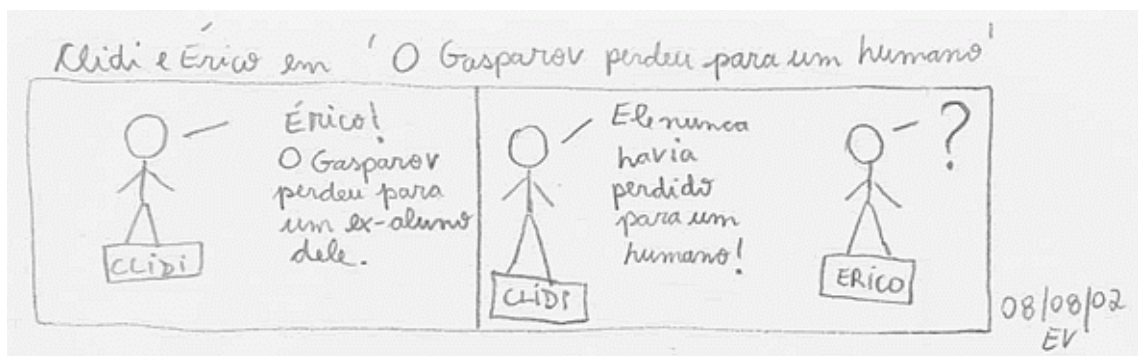 Clidi e Érico em 'O Gasparov perdeu para um humano'
Érico!
O Gasparov
perdeu para
um ex-aluno
dele.
CLiDi
Ele nunca
havia
perdido
para um
humano!
CLiDI
?
ERiCO
08/08/02
EV